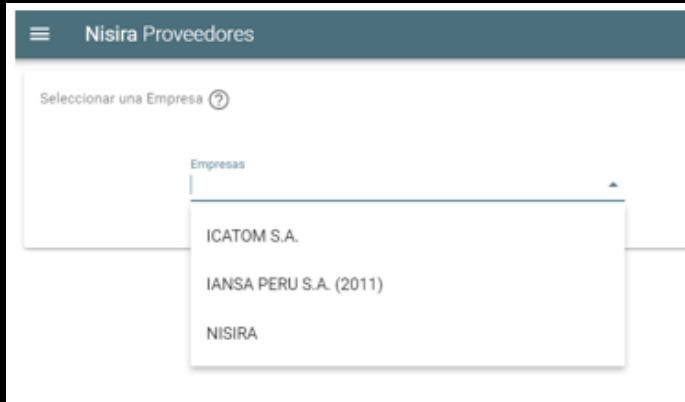 Nisira Proveedores
Seleccionar una Empresa ?
Empresas
ICATOM S.A.
IANSA PERU S.A. (2011)
NISIRA